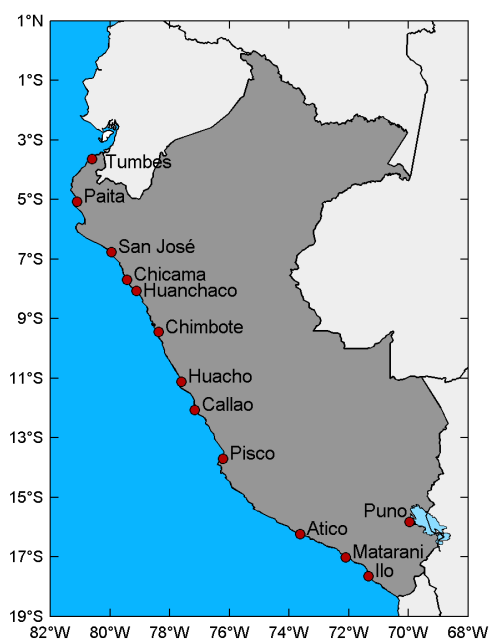 1°N
1°S
3°S
Tumbes
5°S
Paita
7°S
San José
Chicama
Huanchaco
9°S
Chimbote
11°S
Huacho
Callao
13°S
Pisco
15°S
Puno
Atico
17°S
Matarani
Ilo
19°S
82°W 80°W 78°W 76°W 74°W 72°W 70°W 68°W